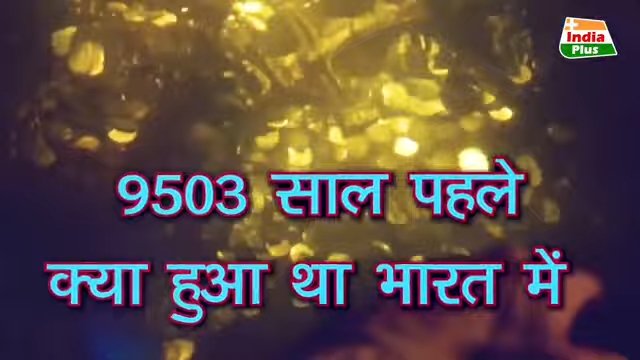 India
Plus
9503 साल पहले
क्या हुआ था भारत में